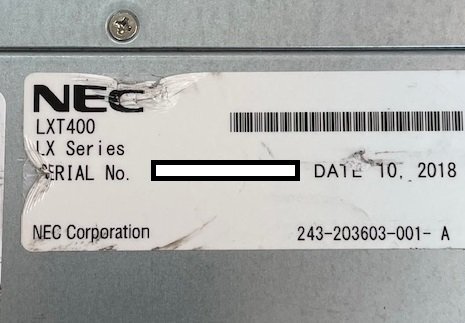 NEC
LXT400
LX Series
SERIAL No. DATE 10, 2018
NEC Corporation 243-203603-001- A